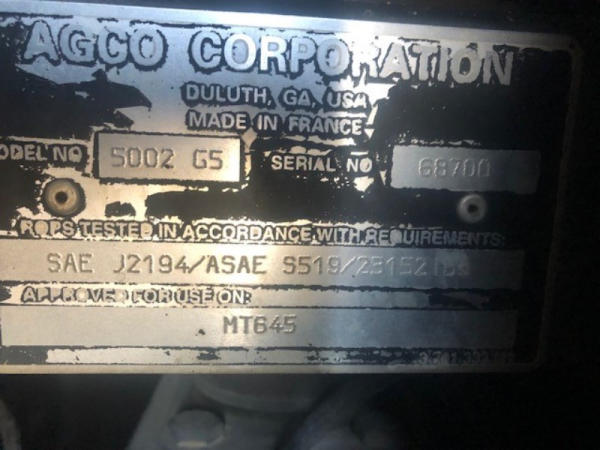 AGCO CORPORATION
DULUTH, GA, USA
MADE IN FRANCE
ODEL NO 5002 G5 SERIAL NO 68700
ROPS TESTED IN ACCORDANCE WITH REQUIREMENTS:
SAE J2194/ASAE S519/23152
APPROVED FOR USE ON:
MT645